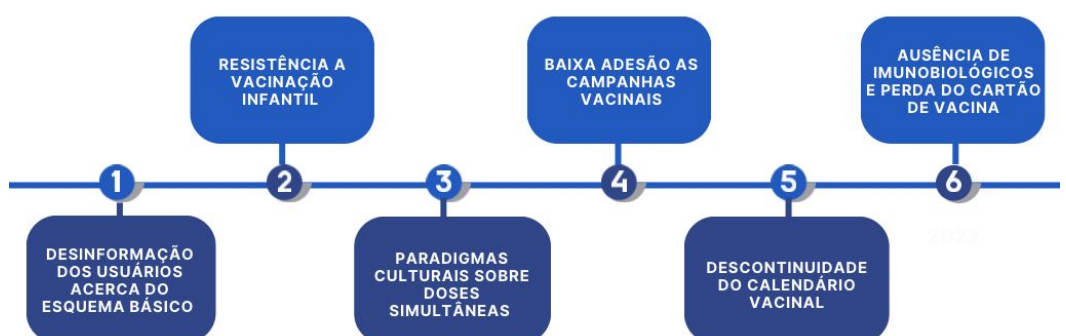 1
DESINFORMAÇÃO
DOS USUÁRIOS
ACERCA DO
ESQUEMA BÁSICO
2
RESISTÊNCIA A
VACINAÇÃO
INFANTIL
3
PARADIGMAS
CULTURAIS SOBRE
DOSES
SIMULTÂNEAS
4
BAIXA ADESÃO AS
CAMPANHAS
VACINAIS
5
DESCONTINUIDADE
DO CALENDÁRIO
VACINAL
6
AUSÊNCIA DE
IMUNOBIOLÓGICOS
E PERDA DO CARTÃO
DE VACINA